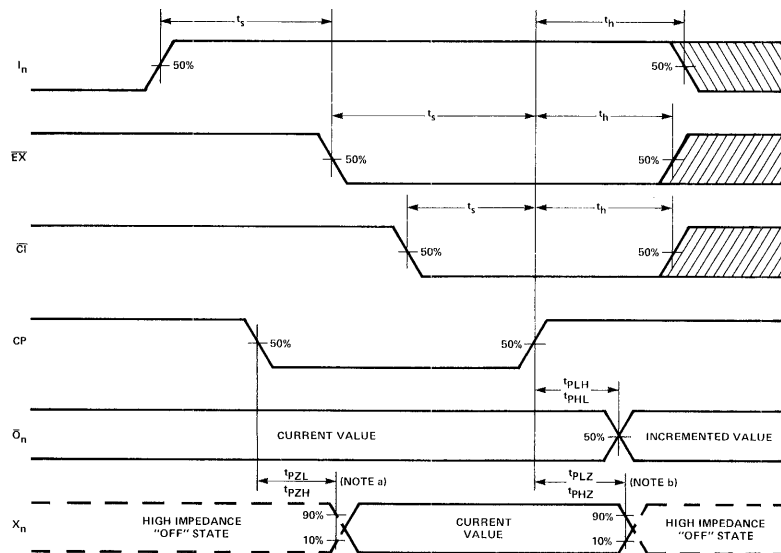 ts th
In 50% 50%
ts th
EX 50% 50%
ts th
CI 50% 50%
CP 50% 50%
tPLH
tPHL
Ōn CURRENT VALUE 50% INCREMENTED VALUE
tPZL (NOTE a) tPLZ (NOTE b)
tPZH tPHZ
Xn HIGH IMPEDANCE "OFF" STATE 90% 10% CURRENT VALUE 90% 10% HIGH IMPEDANCE "OFF" STATE